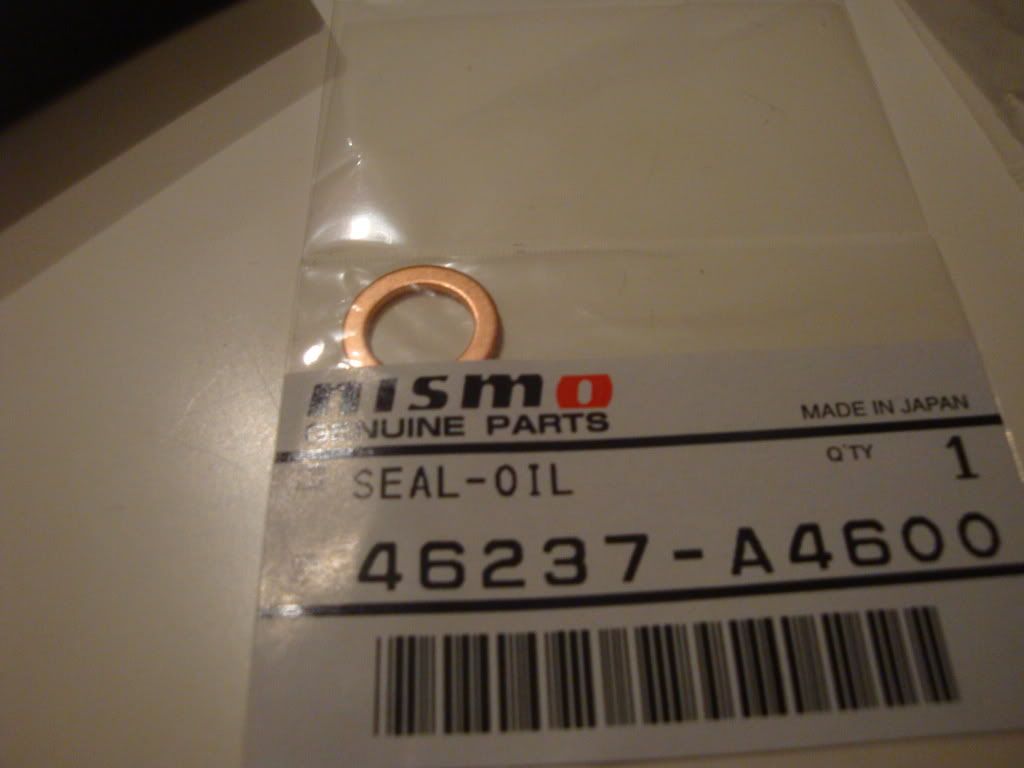 nismo
GENUINE PARTS
MADE IN JAPAN
SEAL-OIL
Q'TY 1
46237-A4600